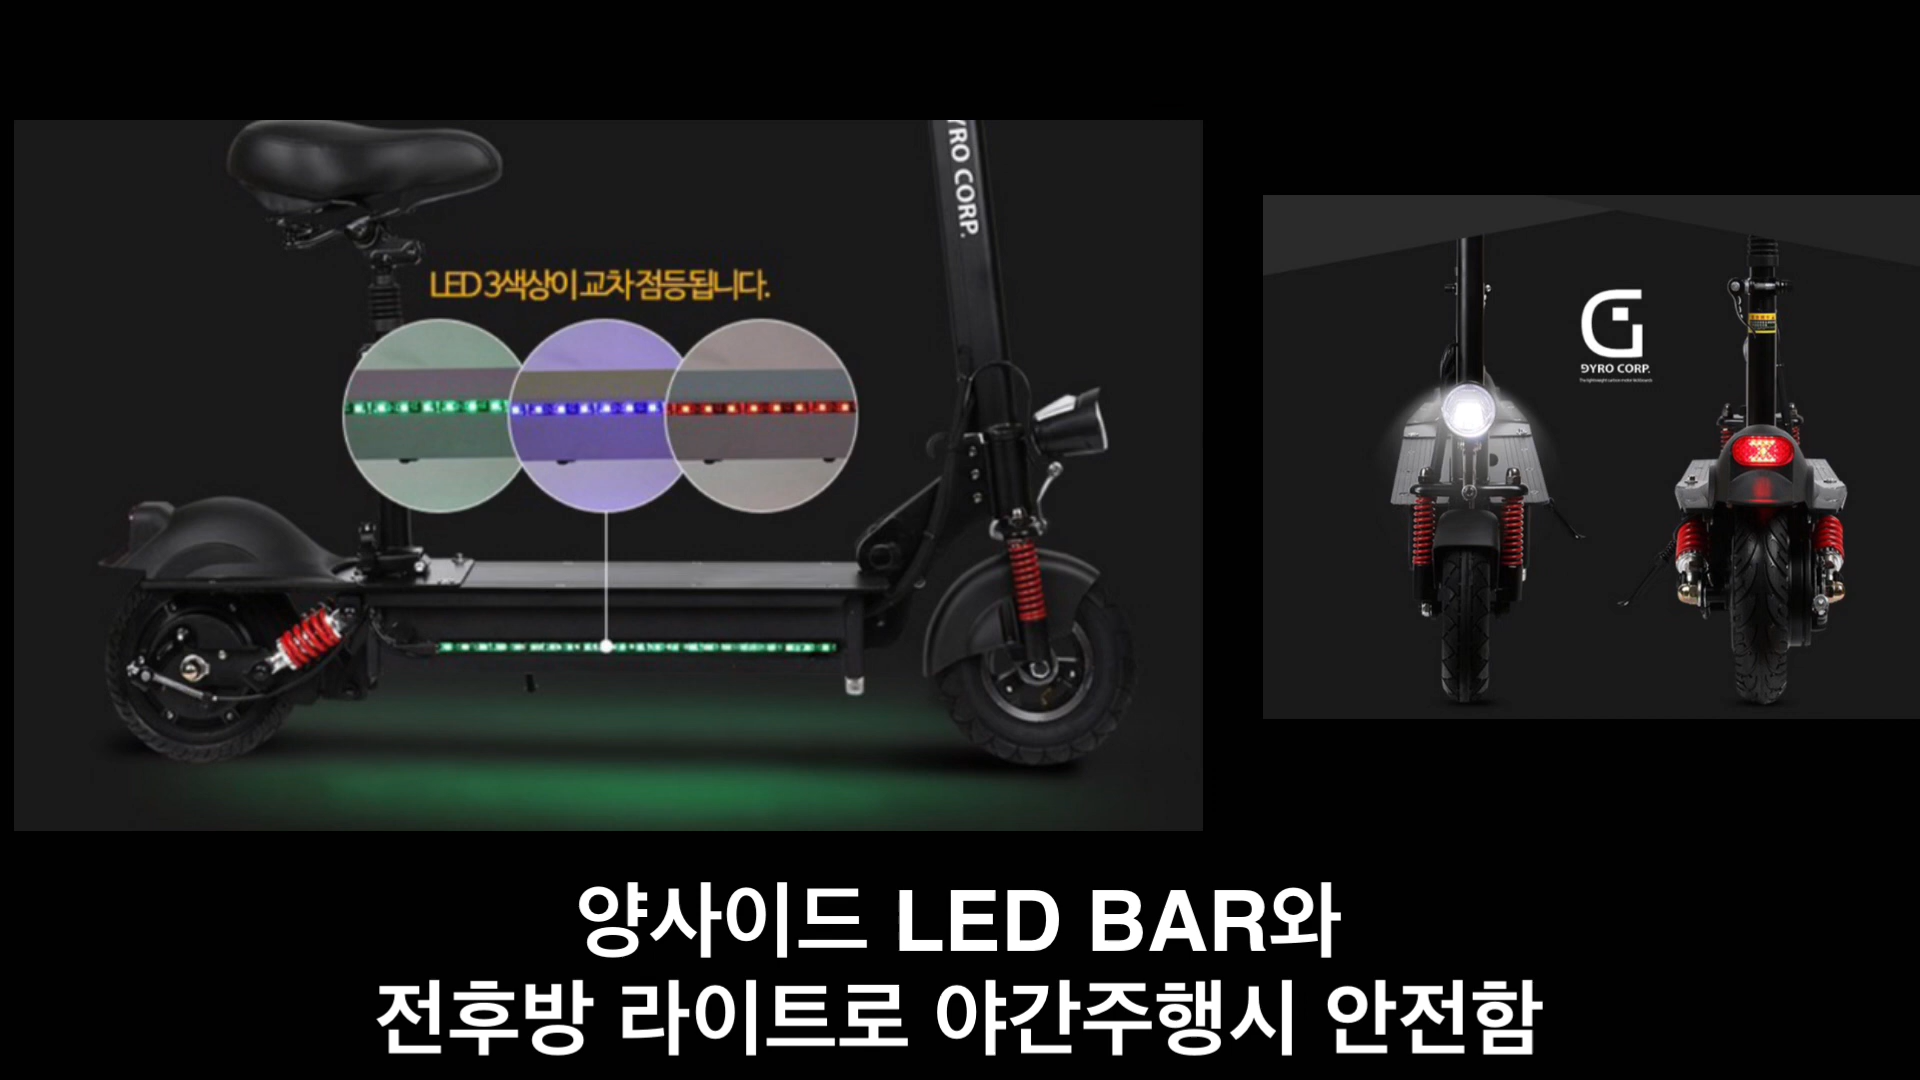 YRO CORP.
LED 3색상이 교차 점등됩니다.
GYRO CORP.
양사이드 LED BAR와
전후방 라이트로 야간주행시 안전함